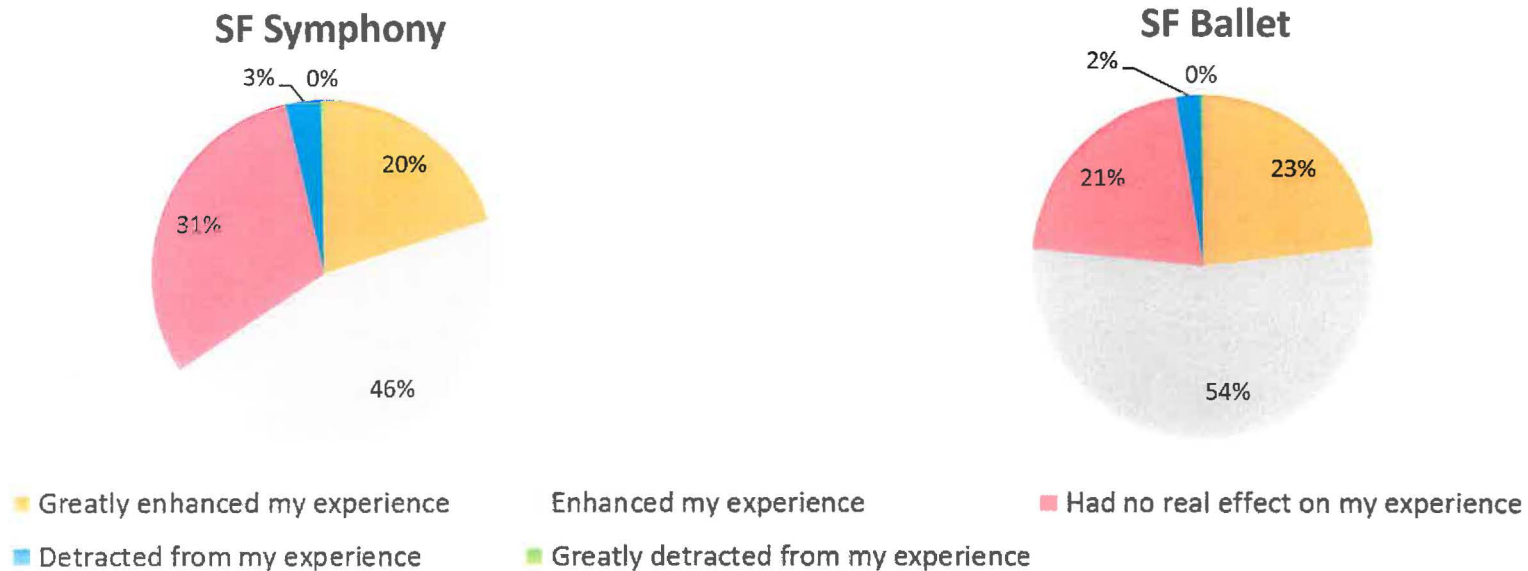 SF Symphony
3% 0%
20%
31%
46%
SF Ballet
2% 0%
23%
21%
54%
Greatly enhanced my experience
Enhanced my experience
Had no real effect on my experience
Detracted from my experience
Greatly detracted from my experience